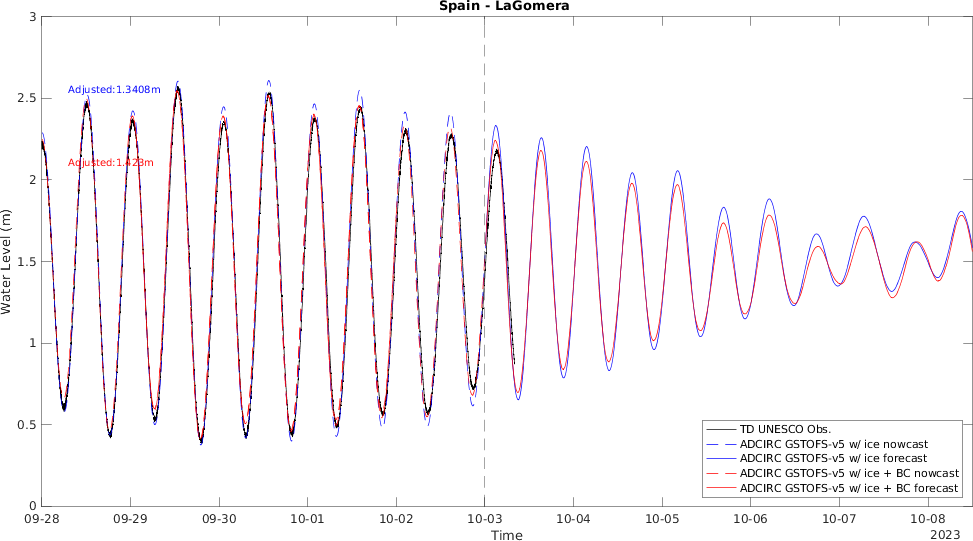 Spain - LaGomera
Water Level (m)
3
2.5
2
1.5
1
0.5
0
Adjusted:1.3408m
Adjusted:1.423m
TD UNESCO Obs.
ADCIRC GSTOFS-v5 w/ ice nowcast
ADCIRC GSTOFS-v5 w/ ice forecast
ADCIRC GSTOFS-v5 w/ ice + BC nowcast
ADCIRC GSTOFS-v5 w/ ice + BC forecast
09-28 09-29 09-30 10-01 10-02 10-03 10-04 10-05 10-06 10-07 10-08
Time
2023